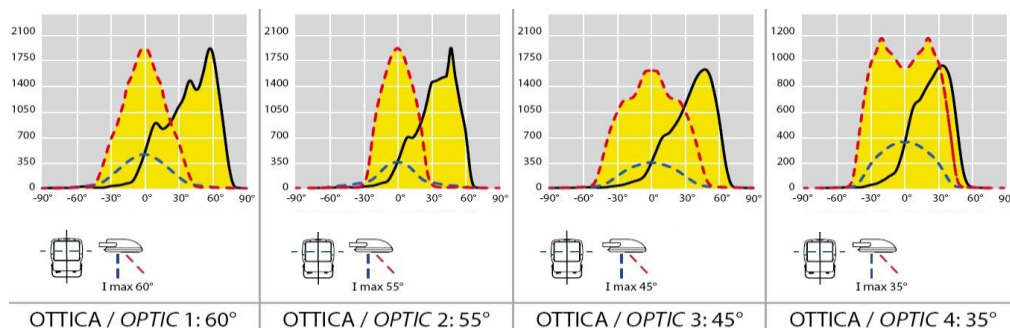 2100
1750
1400
1050
700
350
0
-90° -60 -30 0° 30 60 90°
I max 60°
OTTICA / OPTIC 1: 60°
2100
1750
1400
1050
700
350
0
-90° -60 -30 0° 30 60 90°
I max 55°
OTTICA / OPTIC 2: 55°
2100
1750
1400
1050
700
350
0
-90° -60 -30 0° 30 60 90°
I max 45°
OTTICA / OPTIC 3: 45°
1200
1000
800
600
400
200
0
-90° -60 -30 0° 30 60 90°
I max 35°
OTTICA / OPTIC 4: 35°